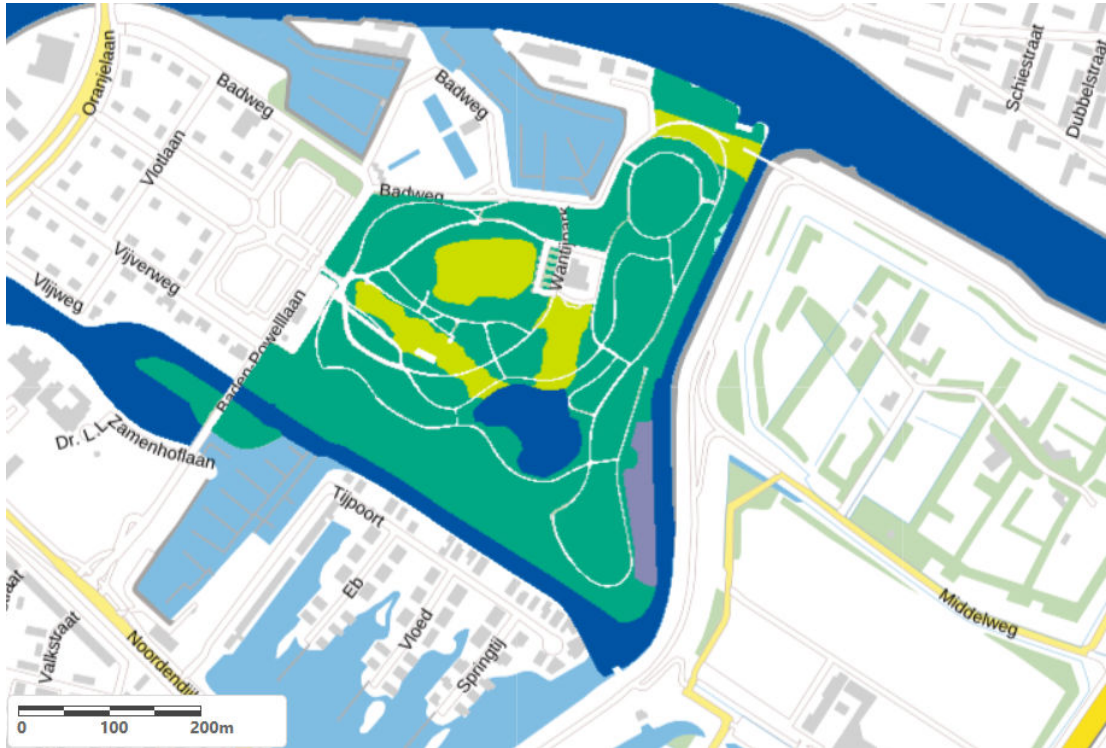 Oranjelaan
Badweg
Badweg
Schiestraat
Dubbelstraat
Vlotlaan
Badweg
Wantijpark
Vijverweg
Vlijweg
Baden-Powelllaan
Dr. L.L. Zamenhoflaan
Tijpoort
Eb
Vloed
Springtij
Middelweg
Valkstraat
Noordendijk
straat
0 100 200m